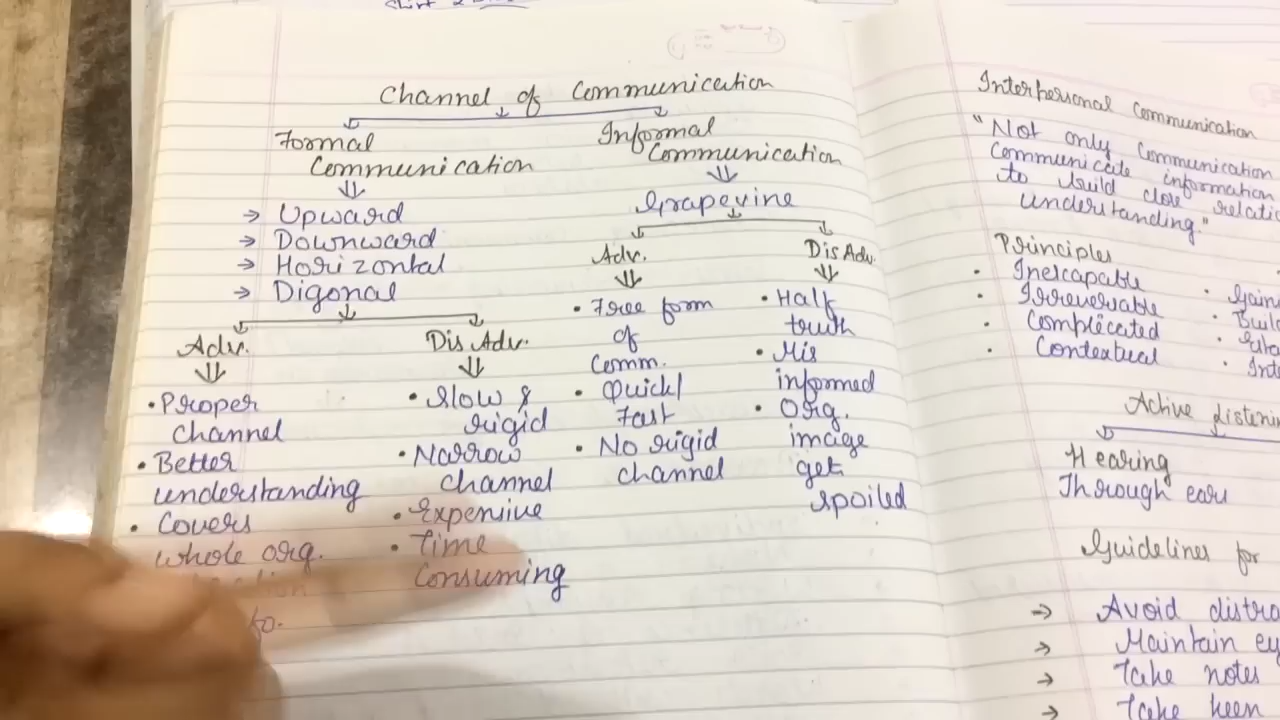 Channel of Communication
Formal
Communication
Upward
Downward
Horizontal
Digonal
Adv.
• Proper
channel
• Better
understanding
• Covers
whole org.
Dis Adv.
• Slow &
rigid
• Narrow
channel
• Expensive
• Time
Consuming
Informal
Communication
Grapevine
Adv.
• Free form
of
Comm.
• Quick/
Fast
• No rigid
channel
Dis Adv.
• Half
truth
• Mis
informed
• Org.
image
get
spoiled
Interpersonal Communication
"Not only Communication
Communicate information
to build close
understanding."
Principles
• Inescapable
• Irreversible
• Complicated
• Contextual
Active
Hearing
Through ears
Guidelines for
Avoid
Maintain
Take notes
Take keen